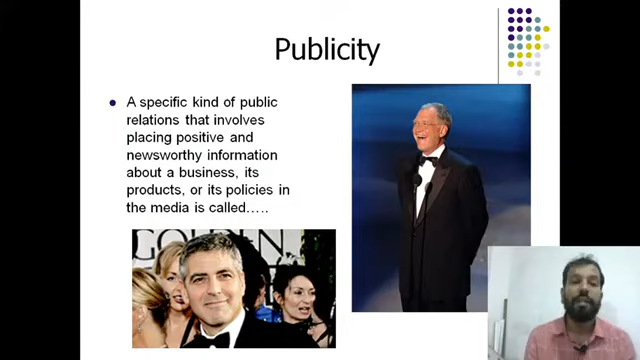 Publicity
A specific kind of public
relations that involves
placing positive and
newsworthy information
about a business, its
products, or its policies in
the media is called…..
GOLDEN